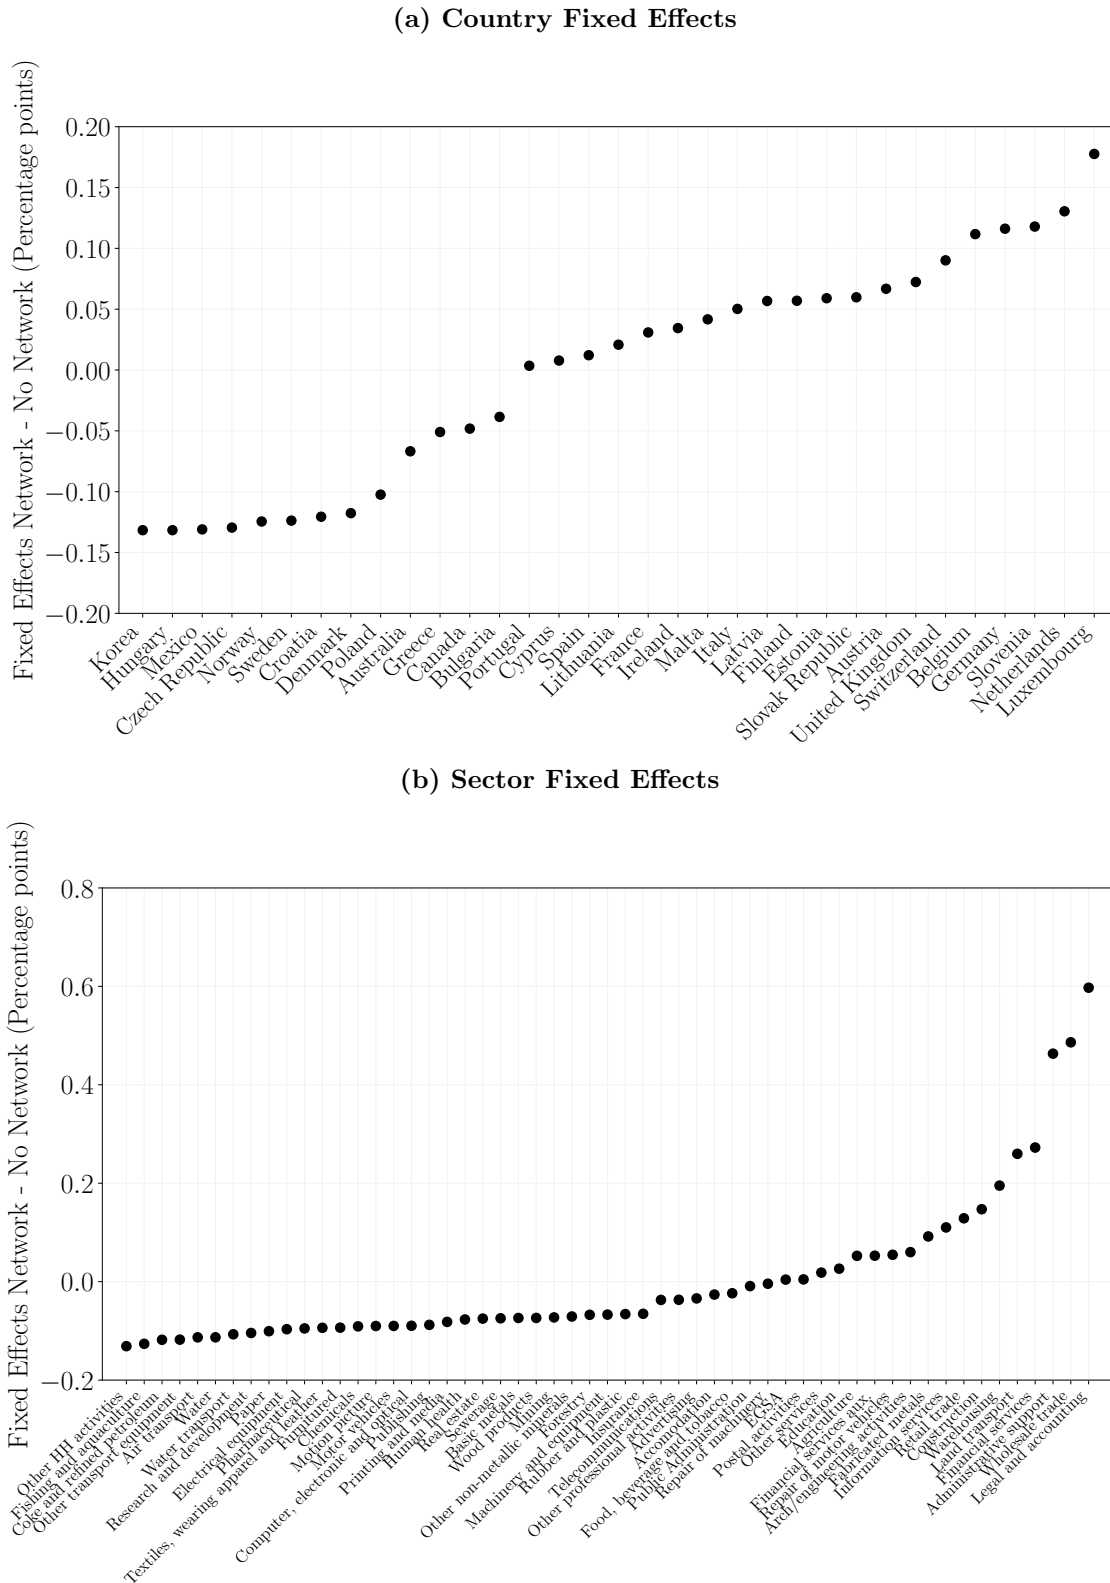 (a) Country Fixed Effects
Fixed Effects Network - No Network (Percentage points)
0.20
0.15
0.10
0.05
0.00
−0.05
−0.10
−0.15
−0.20
Korea
Hungary
Mexico
Czech Republic
Norway
Sweden
Croatia
Denmark
Poland
Australia
Greece
Canada
Bulgaria
Portugal
Cyprus
Spain
Lithuania
France
Ireland
Malta
Italy
Latvia
Finland
Estonia
Slovak Republic
Austria
United Kingdom
Switzerland
Belgium
Germany
Slovenia
Netherlands
Luxembourg
(b) Sector Fixed Effects
Fixed Effects Network - No Network (Percentage points)
0.8
0.6
0.4
0.2
0.0
−0.2
Other HH activities
Fishing and aquaculture
Coke and refined petroleum
Other transport equipment
Air transport
Water
Water transport
Research and development
Paper
Electrical equipment
Pharmaceutical
Textiles, wearing apparel and leather
Furnitured
Chemicals
Motion picture
Motor vehicles
Computer, electronic and optical
Publishing
Printing and media
Human health
Real estate
Sewerage
Basic metals
Wood products
Mining
Other non-metallic minerals
Forestry
Machinery and equipment
Rubber and plastic
Insurance
Telecommunications
Other professional activities
Advertising
Accomodation
Food, beverage and tobacco
Public Administration
Repair of machinery
EGSA
Postal activities
Other services
Education
Agriculture
Financial services aux.
Repair of motor vehicles
Arch/engineering activities
Fabricated metals
Information services
Retail trade
Construction
Warehousing
Land transport
Financial services
Administrative support
Wholesale trade
Legal and accounting